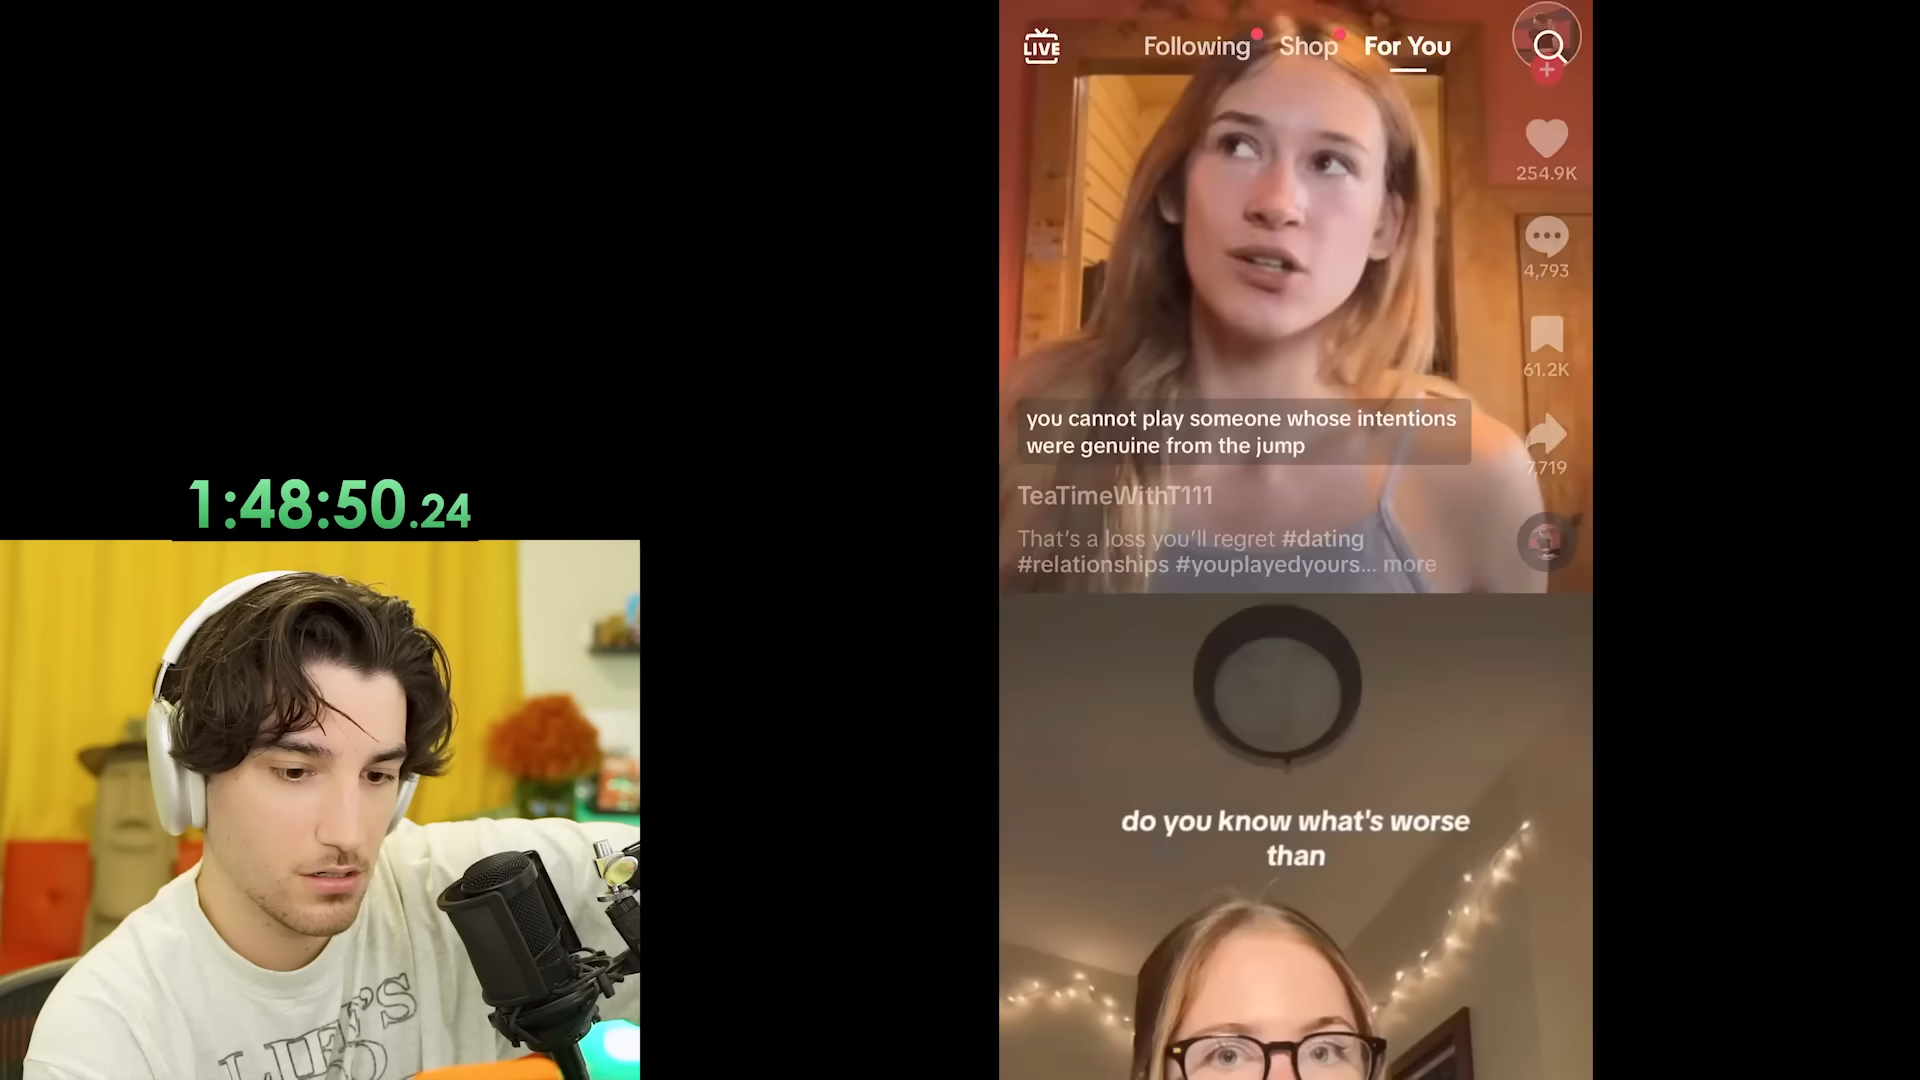 LIVE
Following
Shop
For You
254.9K
4,793
61.2K
7,719
you cannot play someone whose intentions
were genuine from the jump
TeaTimeWithT111
That's a loss you'll regret #dating
#relationships #youplayedyours... more
1:48:50.24
do you know what's worse
than
LIFE'S